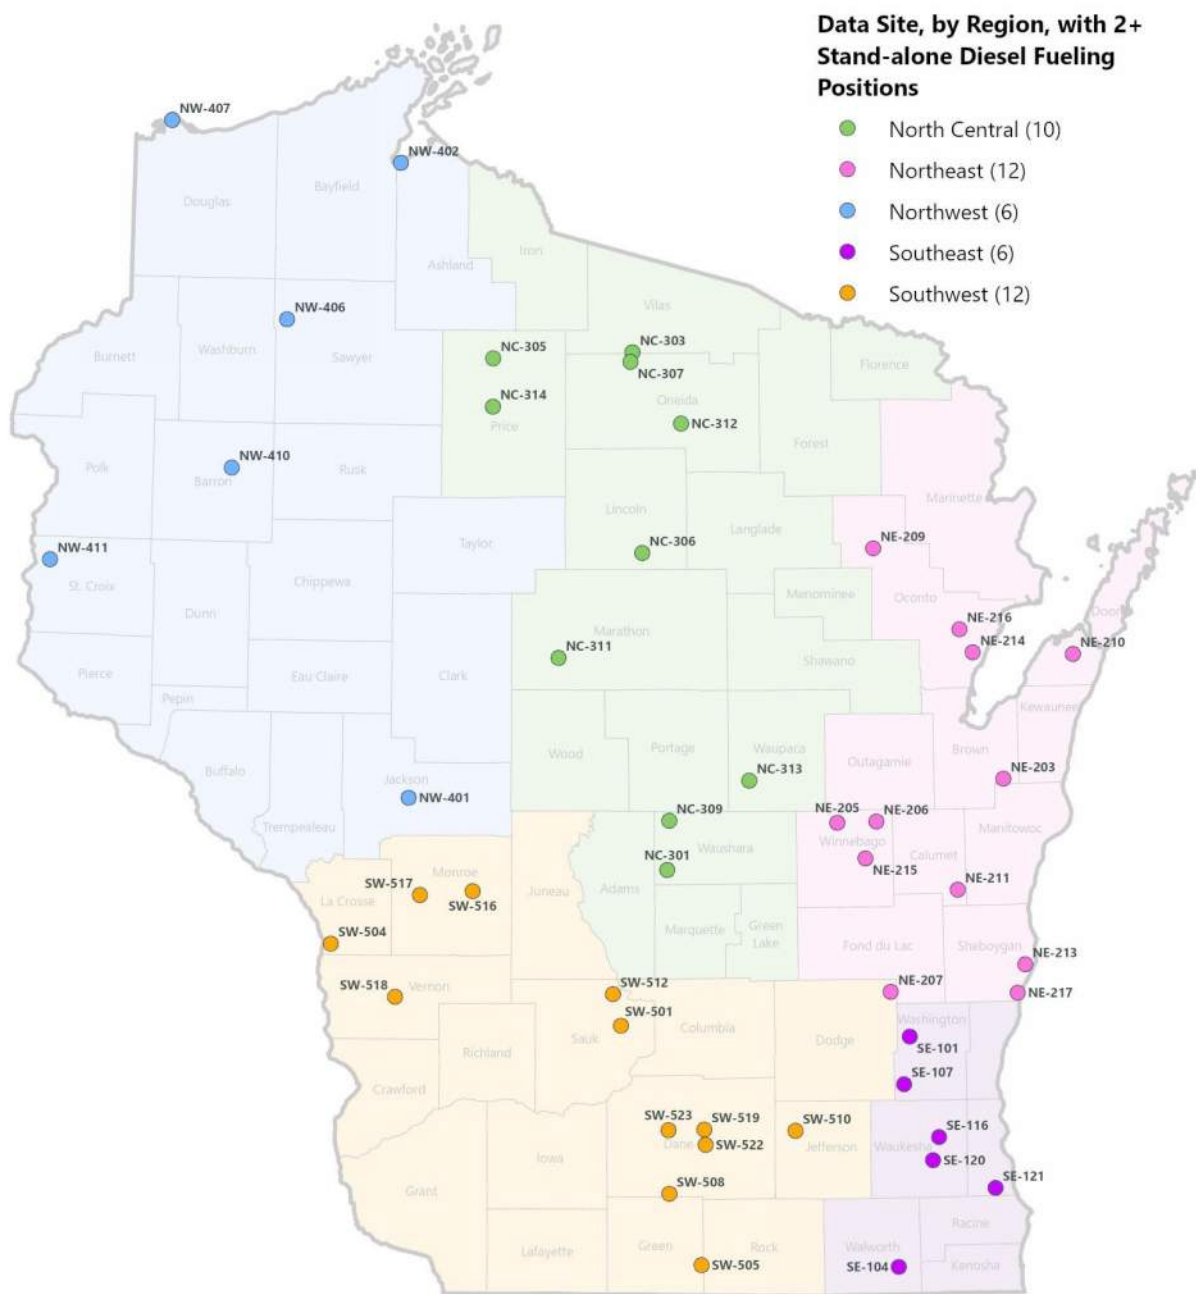 Data Site, by Region, with 2+
Stand-alone Diesel Fueling
Positions
North Central (10)
Northeast (12)
Northwest (6)
Southeast (6)
Southwest (12)
NW-407
NW-402
Bayfield
Douglas
Iron
Ashland
Vilas
NW-406
Washburn
Burnett
Sawyer
NC-305
NC-303
NC-307
Florence
NC-314
Oneida
Price
NC-312
Forest
NW-410
Polk
Barron
Rusk
Marinette
Lincoln
Langlade
NE-209
NC-306
NW-411
Taylor
St. Croix
Chippewa
Menominee
Oconto
Door
Dunn
NE-216
Marathon
NE-214
NE-210
NC-311
Shawano
Pierce
Eau Claire
Clark
Pepin
Kewaunee
Wood
Portage
Waupaca
Brown
Outagamie
Buffalo
NC-313
NE-203
Jackson
NW-401
NC-309
NE-205
NE-206
Trempealeau
Winnebago
Manitowoc
Waushara
Calumet
NC-301
NE-215
Monroe
SW-517
SW-516
Juneau
Adams
NE-211
La Crosse
SW-504
Marquette
Green
Lake
Fond du Lac
Sheboygan
NE-213
SW-518
Vernon
SW-512
NE-207
NE-217
SW-501
Washington
Columbia
Sauk
Dodge
SE-101
Richland
SE-107
Crawford
SW-523
SW-519
SW-510
SE-116
Dane
SW-522
Jefferson
Waukesha
Iowa
SE-120
SW-508
SE-121
Grant
Racine
Lafayette
Green
Rock
Walworth
SW-505
SE-104
Kenosha